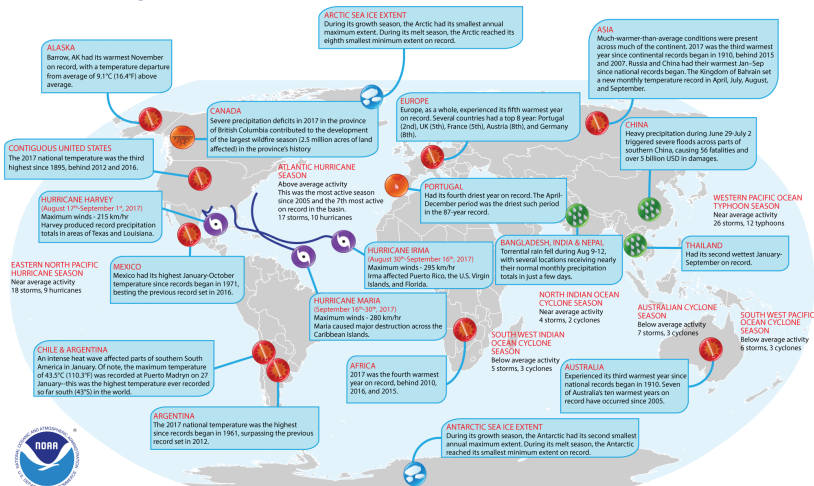 ARCTIC SEA ICE EXTENT
During its growth season, the Arctic had its smallest annual
maximum extent. During its melt season, the Arctic reached its
eighth smallest minimum extent on record.
ASIA
Much-warmer-than-average conditions were present
across much of the continent. 2017 was the third warmest
year since continental records began in 1910, behind 2015
and 2007. Russia and China had their warmest Jan–Sep
since national records began. The Kingdom of Bahrain set
a new monthly temperature record in April, July, August,
and September.
ALASKA
Barrow, AK had its warmest November
on record, with a temperature departure
from average of 9.1°C (16.4°F) above
average.
CANADA
Severe precipitation deficits in 2017 in the province
of British Columbia contributed to the development
of the largest wildfire season (2.5 million acres of land
affected) in the province's history
EUROPE
Europe, as a whole, experienced its fifth warmest year
on record. Several countries had a top 8 year: Portugal
(2nd), UK (5th), France (5th), Austria (8th), and Germany
(8th).
CHINA
Heavy precipitation during June 29-July 2
triggered severe floods across parts of
southern China, causing 56 fatalities and
over 5 billion USD in damages.
CONTIGUOUS UNITED STATES
The 2017 national temperature was the third
highest since 1895, behind 2012 and 2016.
ATLANTIC HURRICANE
SEASON
Above average activity
This was the most active season
since 2005 and the 7th most active
on record in the basin.
17 storms, 10 hurricanes
PORTUGAL
Had its fourth driest year on record. The April-
December period was the driest such period
in the 87-year record.
WESTERN PACIFIC OCEAN
TYPHOON SEASON
Near average activity
26 storms, 12 typhoons
HURRICANE HARVEY
(August 17th-September 1st, 2017)
Maximum winds - 215 km/hr
Harvey produced record precipitation
totals in areas of Texas and Louisiana.
HURRICANE IRMA
(August 30th-September 16th, 2017)
Maximum winds - 295 km/hr
Irma affected Puerto Rico, the U.S. Virgin
Islands, and Florida.
BANGLADESH, INDIA & NEPAL
Torrential rain fell during Aug 9-12,
with several locations receiving nearly
their normal monthly precipitation
totals in just a few days.
THAILAND
Had its second wettest January-
September on record.
EASTERN NORTH PACIFIC
HURRICANE SEASON
Near average activity
18 storms, 9 hurricanes
MEXICO
Mexico had its highest January-October
temperature since records began in 1971,
besting the previous record set in 2016.
HURRICANE MARIA
(September 16th-30th, 2017)
Maximum winds - 280 km/hr
Maria caused major destruction across the
Caribbean Islands.
NORTH INDIAN OCEAN
CYCLONE SEASON
Near average activity
4 storms, 2 cyclones
AUSTRALIAN CYCLONE
SEASON
Below average activity
7 storms, 3 cyclones
SOUTH WEST PACIFIC
OCEAN CYCLONE
SEASON
Below average activity
6 storms, 3 cyclones
SOUTH WEST INDIAN
OCEAN CYCLONE
SEASON
Below average activity
5 storms, 3 cyclones
CHILE & ARGENTINA
An intense heat wave affected parts of southern South
America in January. Of note, the maximum temperature
of 43.5°C (110.3°F) was recorded at Puerto Madryn on 27
January--this was the highest temperature ever recorded
so far south (43°S) in the world.
AFRICA
2017 was the fourth warmest
year on record, behind 2010,
2016, and 2015.
AUSTRALIA
Experienced its third warmest year since
national records began in 1910. Seven
of Australia's ten warmest years on
record have occurred since 2005.
ARGENTINA
The 2017 national temperature was the highest
since records began in 1961, surpassing the previous
record set in 2012.
ANTARCTIC SEA ICE EXTENT
During its growth season, the Antarctic had its second smallest
annual maximum extent. During its melt season, the Antarctic
reached its smallest minimum extent on record.
NOAA